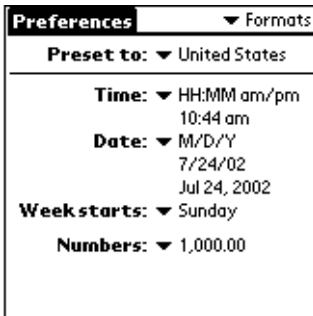 Preferences Formats
Preset to: United States
Time: HH:MM am/pm
10:44 am
Date: M/D/Y
7/24/02
Jul 24, 2002
Week starts: Sunday
Numbers: 1,000.00